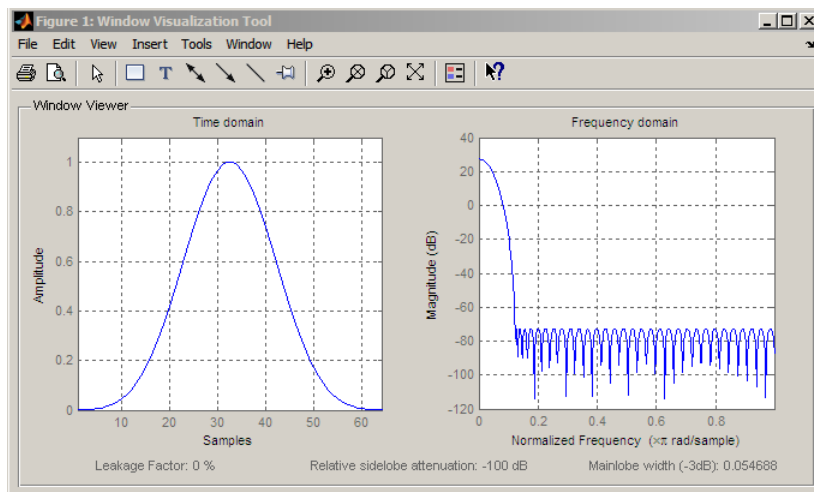 Figure 1: Window Visualization Tool
File Edit View Insert Tools Window Help
T
?
Window Viewer
Time domain
1
0.8
0.6
0.4
0.2
0
Amplitude
10 20 30 40 50 60
Samples
Frequency domain
40
20
0
-20
-40
-60
-80
-100
-120
Magnitude (dB)
0 0.2 0.4 0.6 0.8
Normalized Frequency (×π rad/sample)
Leakage Factor: 0 % Relative sidelobe attenuation: -100 dB Mainlobe width (-3dB): 0.054688